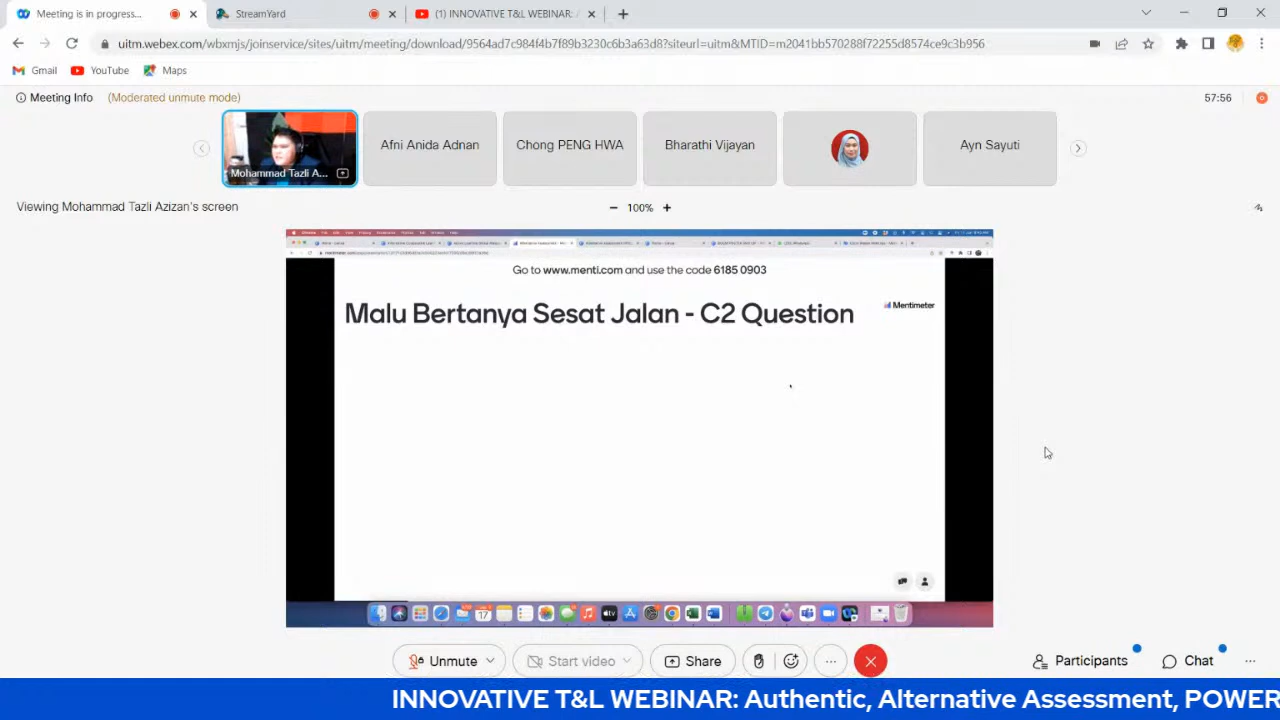 Meeting is in progress...
StreamYard
(1) INNOVATIVE T&L WEBINAR: A
uitm.webex.com/wbxmjs/joinservice/sites/uitm/meeting/download/9564ad7c984f4b7f89b3230c6b3a63d8?siteurl=uitm&MTID=m2041bb570288f72255d8574ce9c3b956
Gmail YouTube Maps
Meeting Info (Moderated unmute mode) 57:56
Mohammad Tazli A...
Afni Anida Adnan
Chong PENG HWA
Bharathi Vijayan
Ayn Sayuti
Viewing Mohammad Tazli Azizan's screen
100%
Go to www.menti.com and use the code 6185 0903
Malu Bertanya Sesat Jalan - C2 Question
Mentimeter
17
Unmute Start video Share Participants Chat
INNOVATIVE T&L WEBINAR: Authentic, Alternative Assessment, POWER